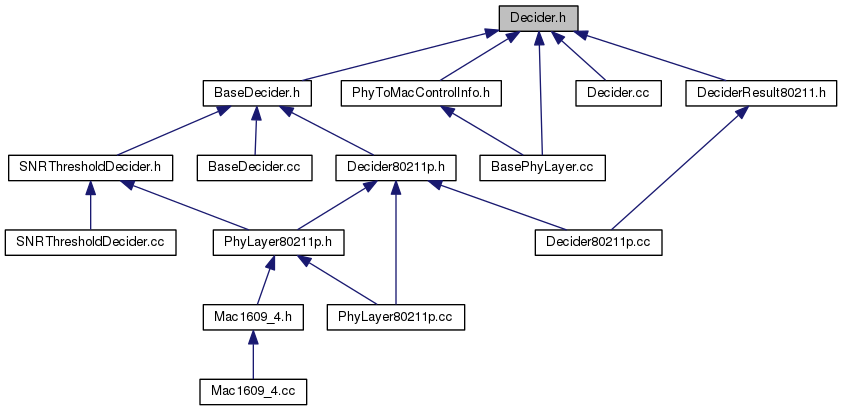 Decider.h
BaseDecider.h
PhyToMacControlInfo.h
Decider.cc
DeciderResult80211.h
SNRThresholdDecider.h
BaseDecider.cc
Decider80211p.h
BasePhyLayer.cc
SNRThresholdDecider.cc
PhyLayer80211p.h
Decider80211p.cc
Mac1609_4.h
PhyLayer80211p.cc
Mac1609_4.cc